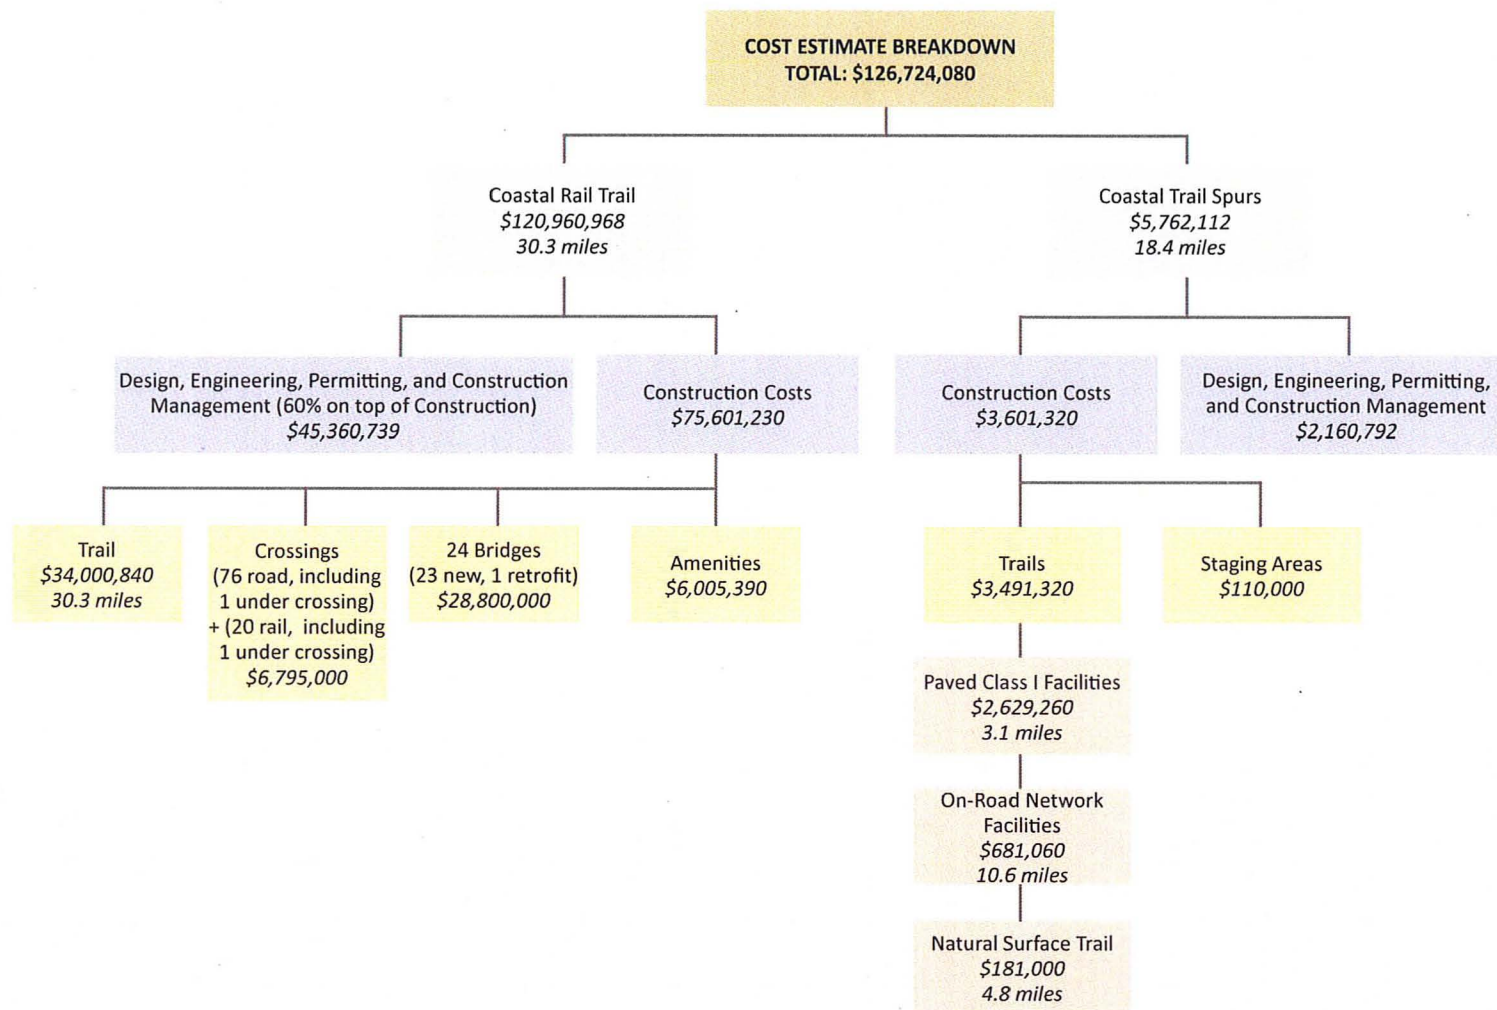 COST ESTIMATE BREAKDOWN
TOTAL: $126,724,080
Coastal Rail Trail
$120,960,968
30.3 miles
Coastal Trail Spurs
$5,762,112
18.4 miles
Design, Engineering, Permitting, and Construction
Management (60% on top of Construction)
$45,360,739
Construction Costs
$75,601,230
Construction Costs
$3,601,320
Design, Engineering, Permitting,
and Construction Management
$2,160,792
Trail
$34,000,840
30.3 miles
Crossings
(76 road, including
1 under crossing)
+ (20 rail, including
1 under crossing)
$6,795,000
24 Bridges
(23 new, 1 retrofit)
$28,800,000
Amenities
$6,005,390
Trails
$3,491,320
Staging Areas
$110,000
Paved Class I Facilities
$2,629,260
3.1 miles
On-Road Network
Facilities
$681,060
10.6 miles
Natural Surface Trail
$181,000
4.8 miles